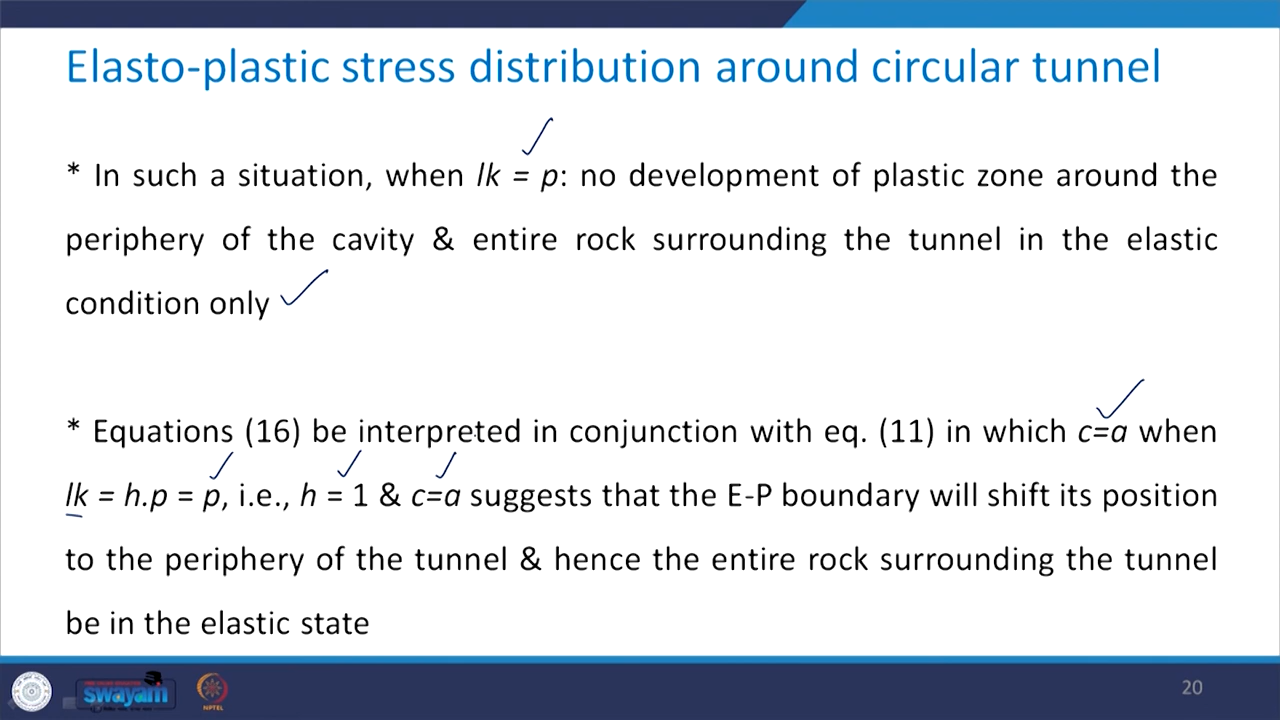 Elasto-plastic stress distribution around circular tunnel
* In such a situation, when lk = p: no development of plastic zone around the
periphery of the cavity & entire rock surrounding the tunnel in the elastic
condition only
* Equations (16) be interpreted in conjunction with eq. (11) in which c=a when
lk = h.p = p, i.e., h = 1 & c=a suggests that the E-P boundary will shift its position
to the periphery of the tunnel & hence the entire rock surrounding the tunnel
be in the elastic state
swayam
NPTEL
20